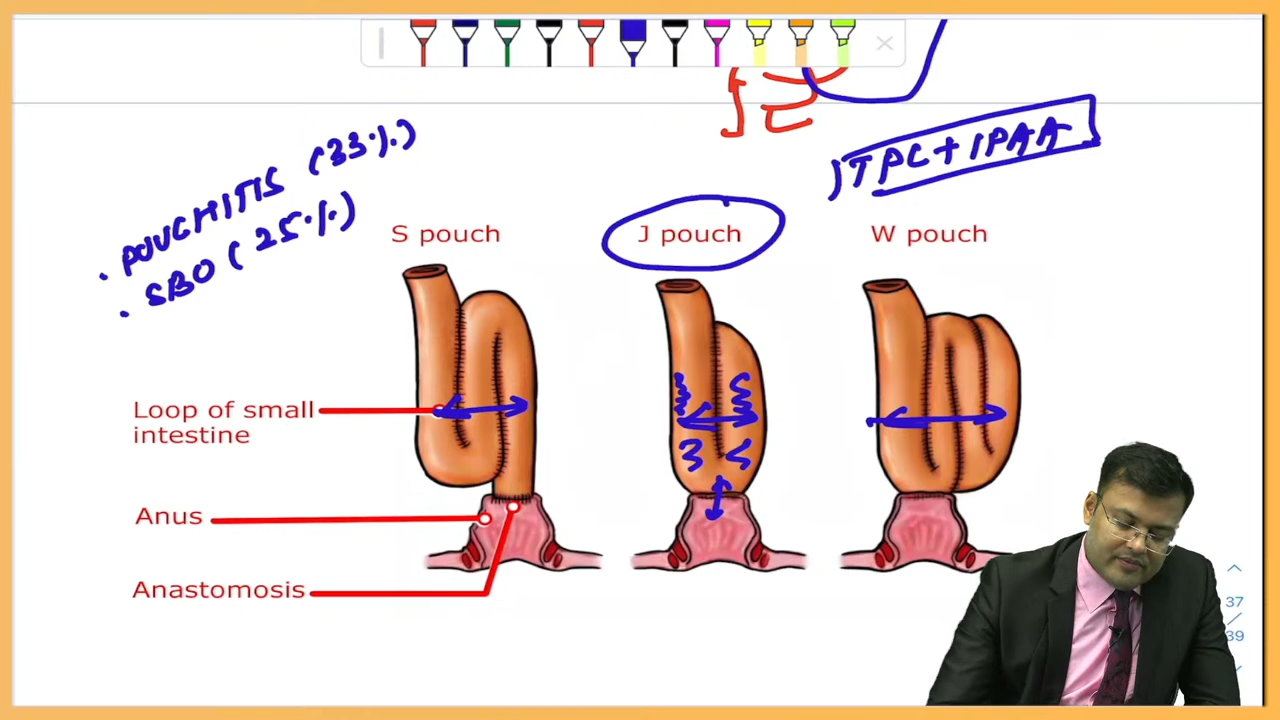 ) TPC + IPAA
• POUCHITIS (33%)
• SBO (25%)
S pouch
J pouch
W pouch
Loop of small
intestine
Anus
Anastomosis
37
/
39